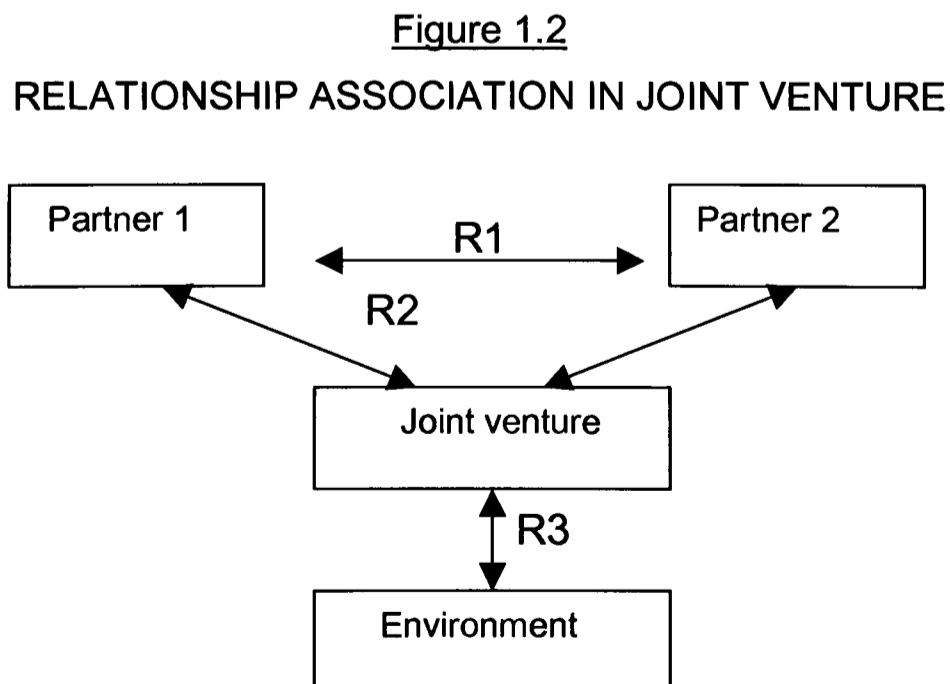 Figure 1.2
RELATIONSHIP ASSOCIATION IN JOINT VENTURE
Partner 1
Partner 2
R1
R2
Joint venture
R3
Environment